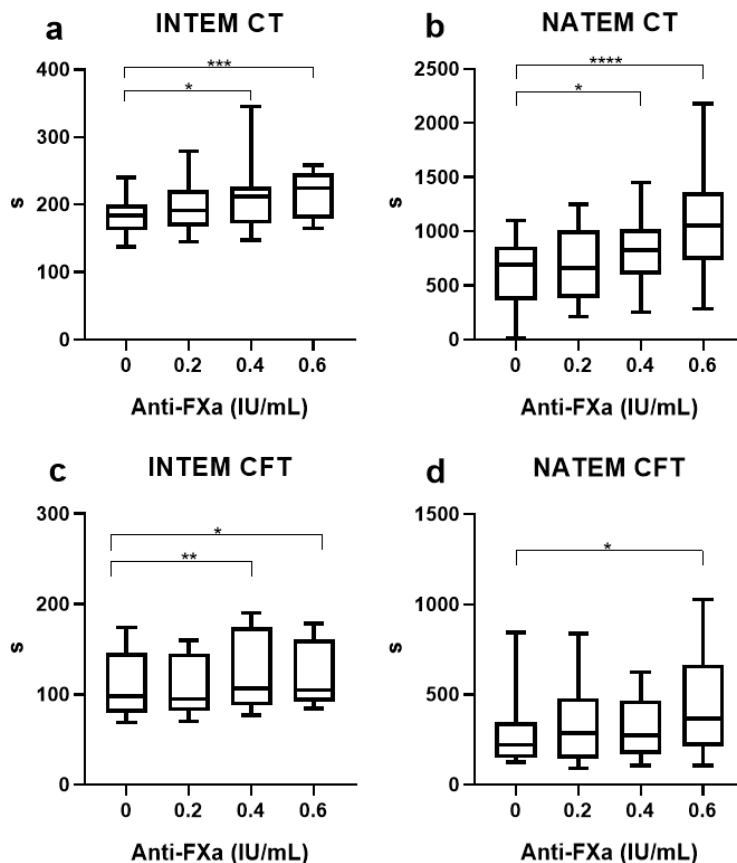 a INTEM CT
400
300
200
100
0
s
***
*
0 0.2 0.4 0.6
Anti-FXa (IU/mL)
b NATEM CT
2500
2000
1500
1000
500
0
s
****
*
0 0.2 0.4 0.6
Anti-FXa (IU/mL)
c INTEM CFT
300
200
100
0
s
*
**
0 0.2 0.4 0.6
Anti-FXa (IU/mL)
d NATEM CFT
1500
1000
500
0
s
*
0 0.2 0.4 0.6
Anti-FXa (IU/mL)